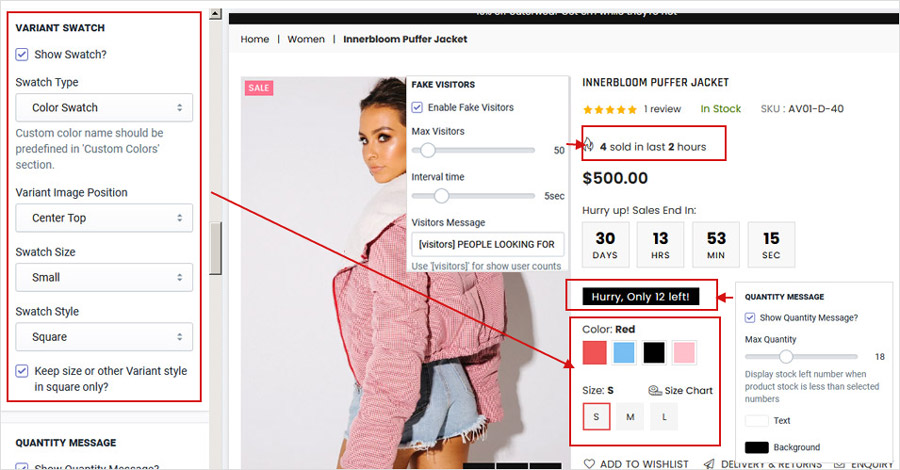 VARIANT SWATCH
Show Swatch?
Swatch Type
Color Swatch
Custom color name should be
predefined in 'Custom Colors'
section.
Variant Image Position
Center Top
Swatch Size
Small
Swatch Style
Square
Keep size or other Variant style
in square only?
QUANTITY MESSAGE
Show Quantity Message?
Home | Women | Innerbloom Puffer Jacket
SALE
FAKE VISITORS
Enable Fake Visitors
Max Visitors
50
Interval time
5sec
Visitors Message
[visitors] PEOPLE LOOKING FOR
Use '[visitors]' for show user counts
INNERBLOOM PUFFER JACKET
1 review In Stock SKU : AV01-D-40
4 sold in last 2 hours
$500.00
Hurry up! Sales End In:
30 13 53 15
DAYS HRS MIN SEC
Hurry, Only 12 left!
Color: Red
Size: S Size Chart
S M L
ADD TO WISHLIST DELIVERY & RETURNS ENQUIRY
QUANTITY MESSAGE
Show Quantity Message?
Max Quantity
18
Display stock left number when
product stock is less than selected
numbers
Text
Background